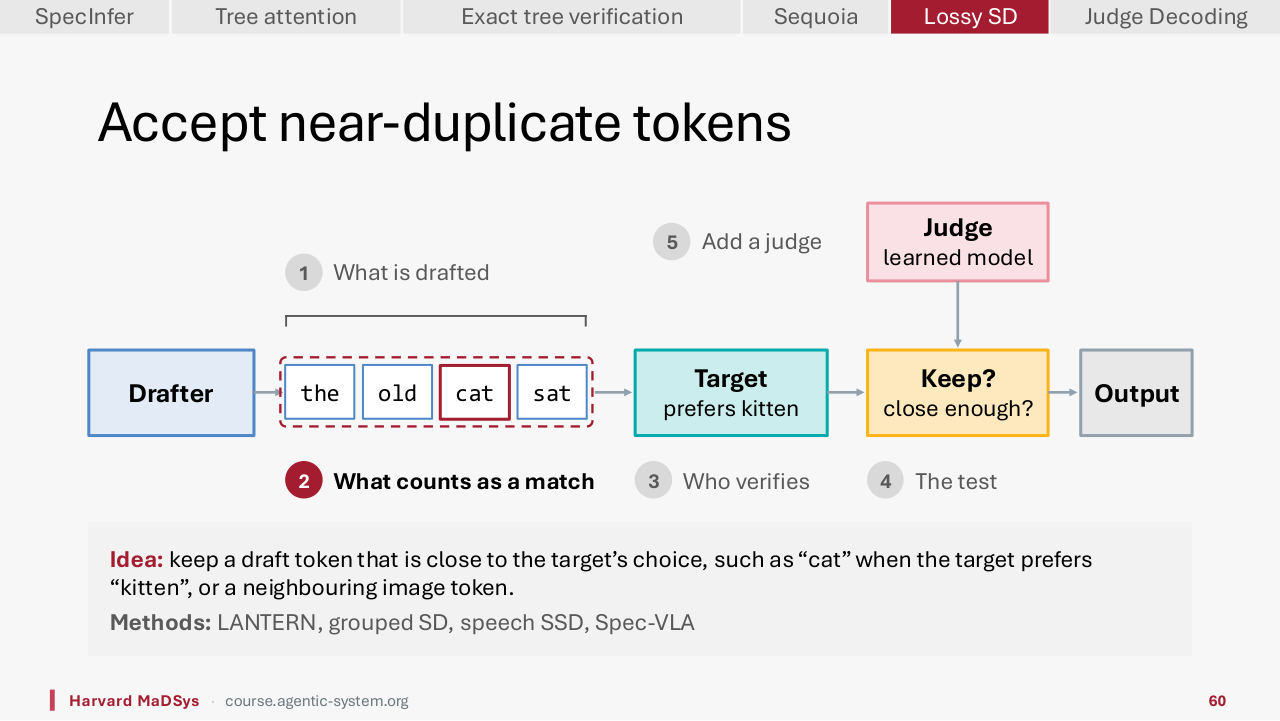 SpecInfer
Tree attention
Exact tree verification
Sequoia
Lossy SD
Judge Decoding
Accept near-duplicate tokens
5 Add a judge
Judge
learned model
1 What is drafted
Drafter
the old cat sat
Target
prefers kitten
Keep?
close enough?
Output
2 What counts as a match
3 Who verifies
4 The test
Idea: keep a draft token that is close to the target’s choice, such as “cat” when the target prefers
“kitten”, or a neighbouring image token.
Methods: LANTERN, grouped SD, speech SSD, Spec-VLA
Harvard MaDSys · course.agentic-system.org
60